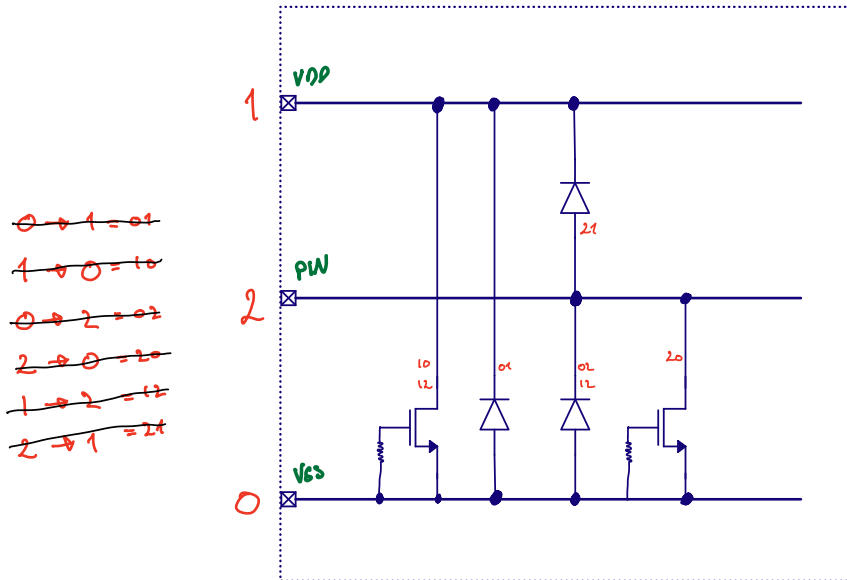 VDD
1
0 → 1 = 01
1 → 0 = 10
0 → 2 = 02
2 → 0 = 20
1 → 2 = 12
2 → 1 = 21
21
PIN
2
10
12
01
02
12
20
VSS
0